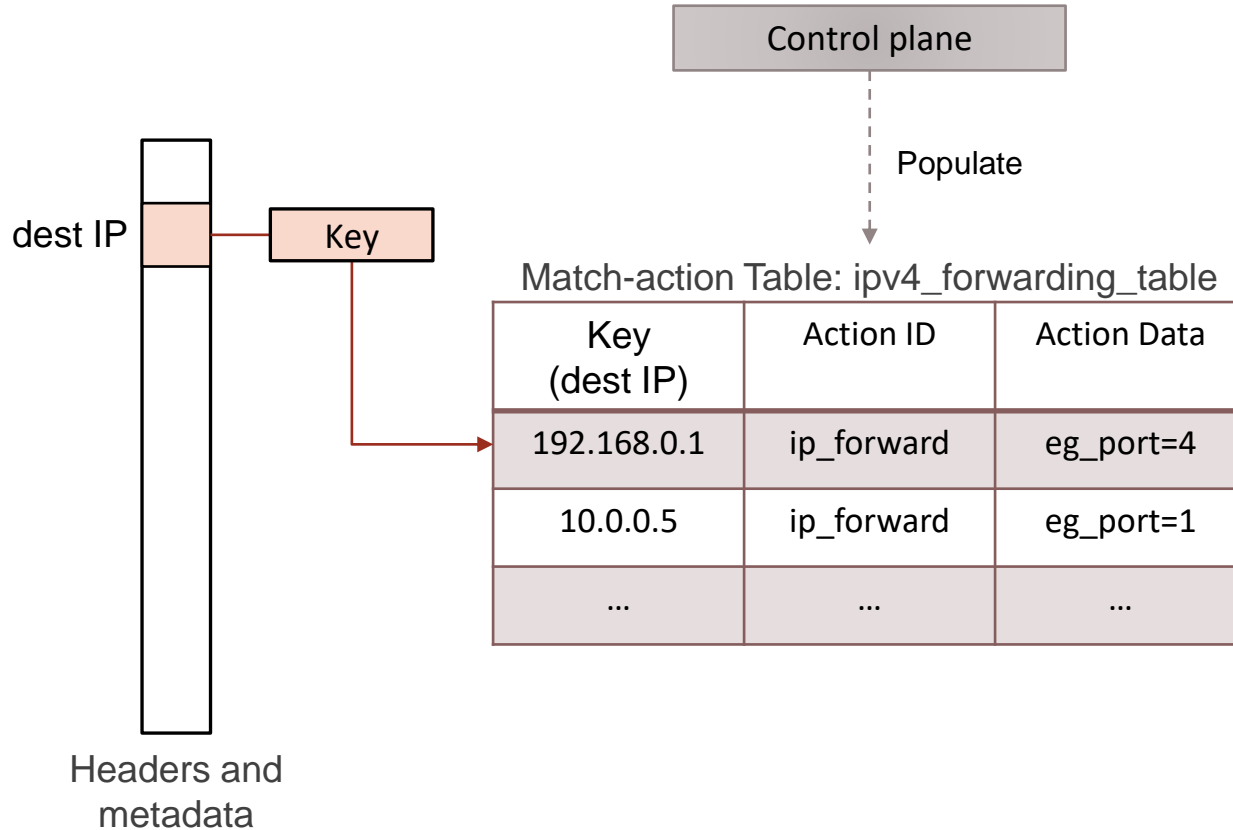 Control plane
Populate
dest IP
Key
Match-action Table: ipv4_forwarding_table
Key
(dest IP)
Action ID
Action Data
192.168.0.1
ip_forward
eg_port=4
10.0.0.5
ip_forward
eg_port=1
...
...
...
Headers and
metadata